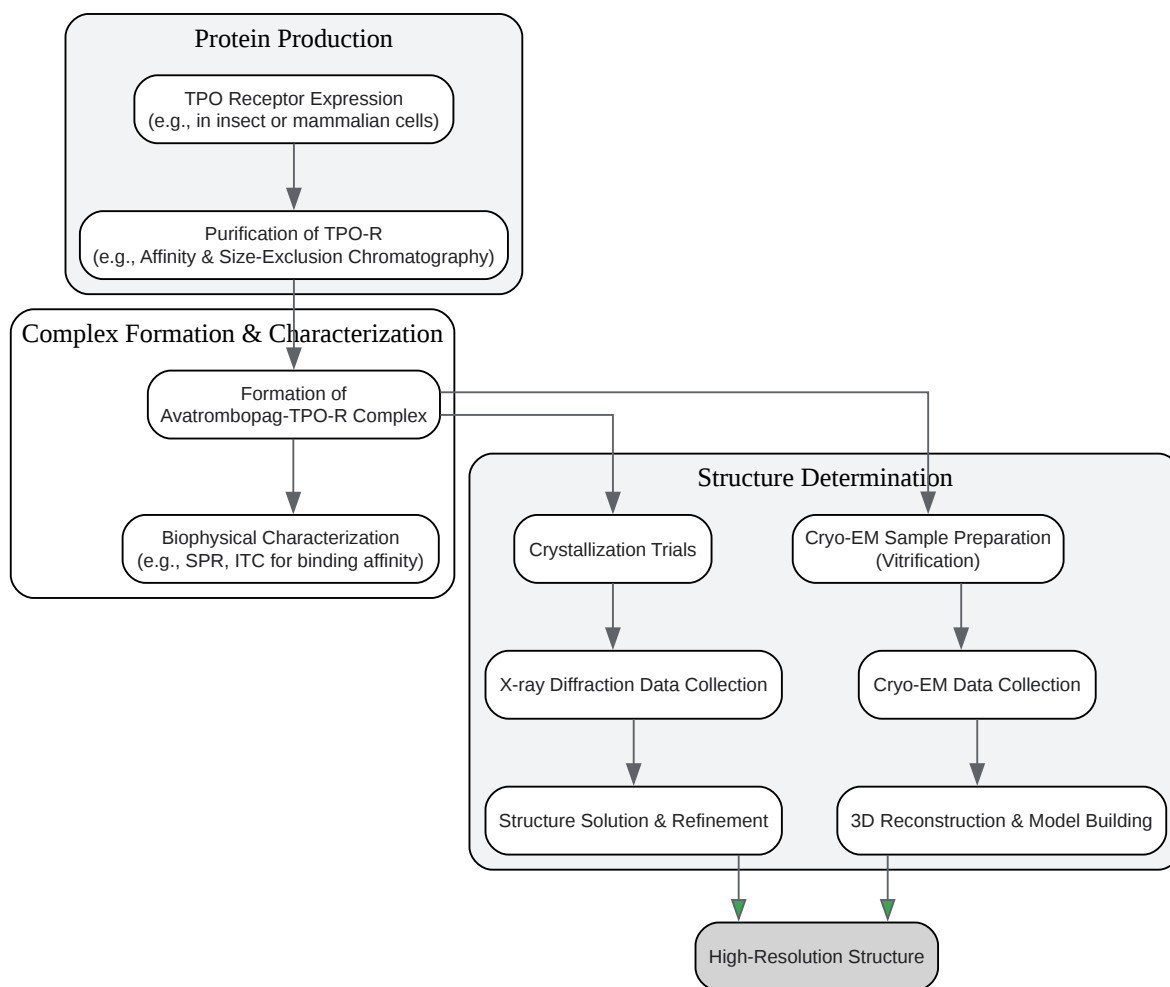 Protein Production
TPO Receptor Expression
(e.g., in insect or mammalian cells)
Purification of TPO-R
(e.g., Affinity & Size-Exclusion Chromatography)
Complex Formation & Characterization
Formation of
Avatrombopag-TPO-R Complex
Biophysical Characterization
(e.g., SPR, ITC for binding affinity)
Structure Determination
Crystallization Trials
Cryo-EM Sample Preparation
(Vitrification)
X-ray Diffraction Data Collection
Cryo-EM Data Collection
Structure Solution & Refinement
3D Reconstruction & Model Building
High-Resolution Structure